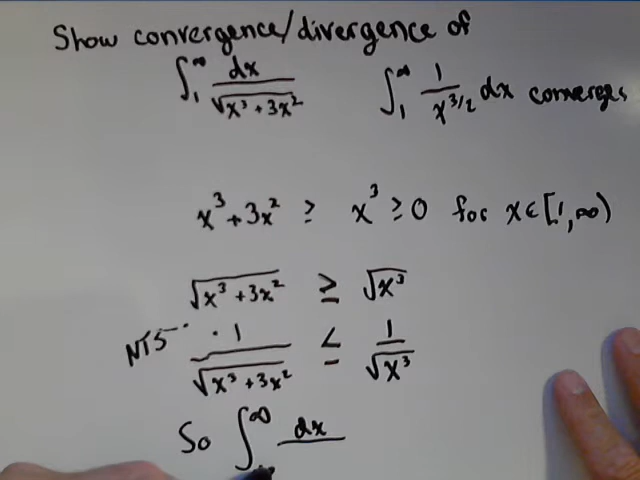 Show convergence/divergence of
∫₁^∞ dx/√(x³+3x²) ∫₁^∞ 1/x^(3/2) dx converges
x³+3x² ≥ x³ ≥ 0 for x∈[1,∞)
√(x³+3x²) ≥ √(x³)
NTS 1/√(x³+3x²) ≤ 1/√(x³)
So ∫^∞ dx